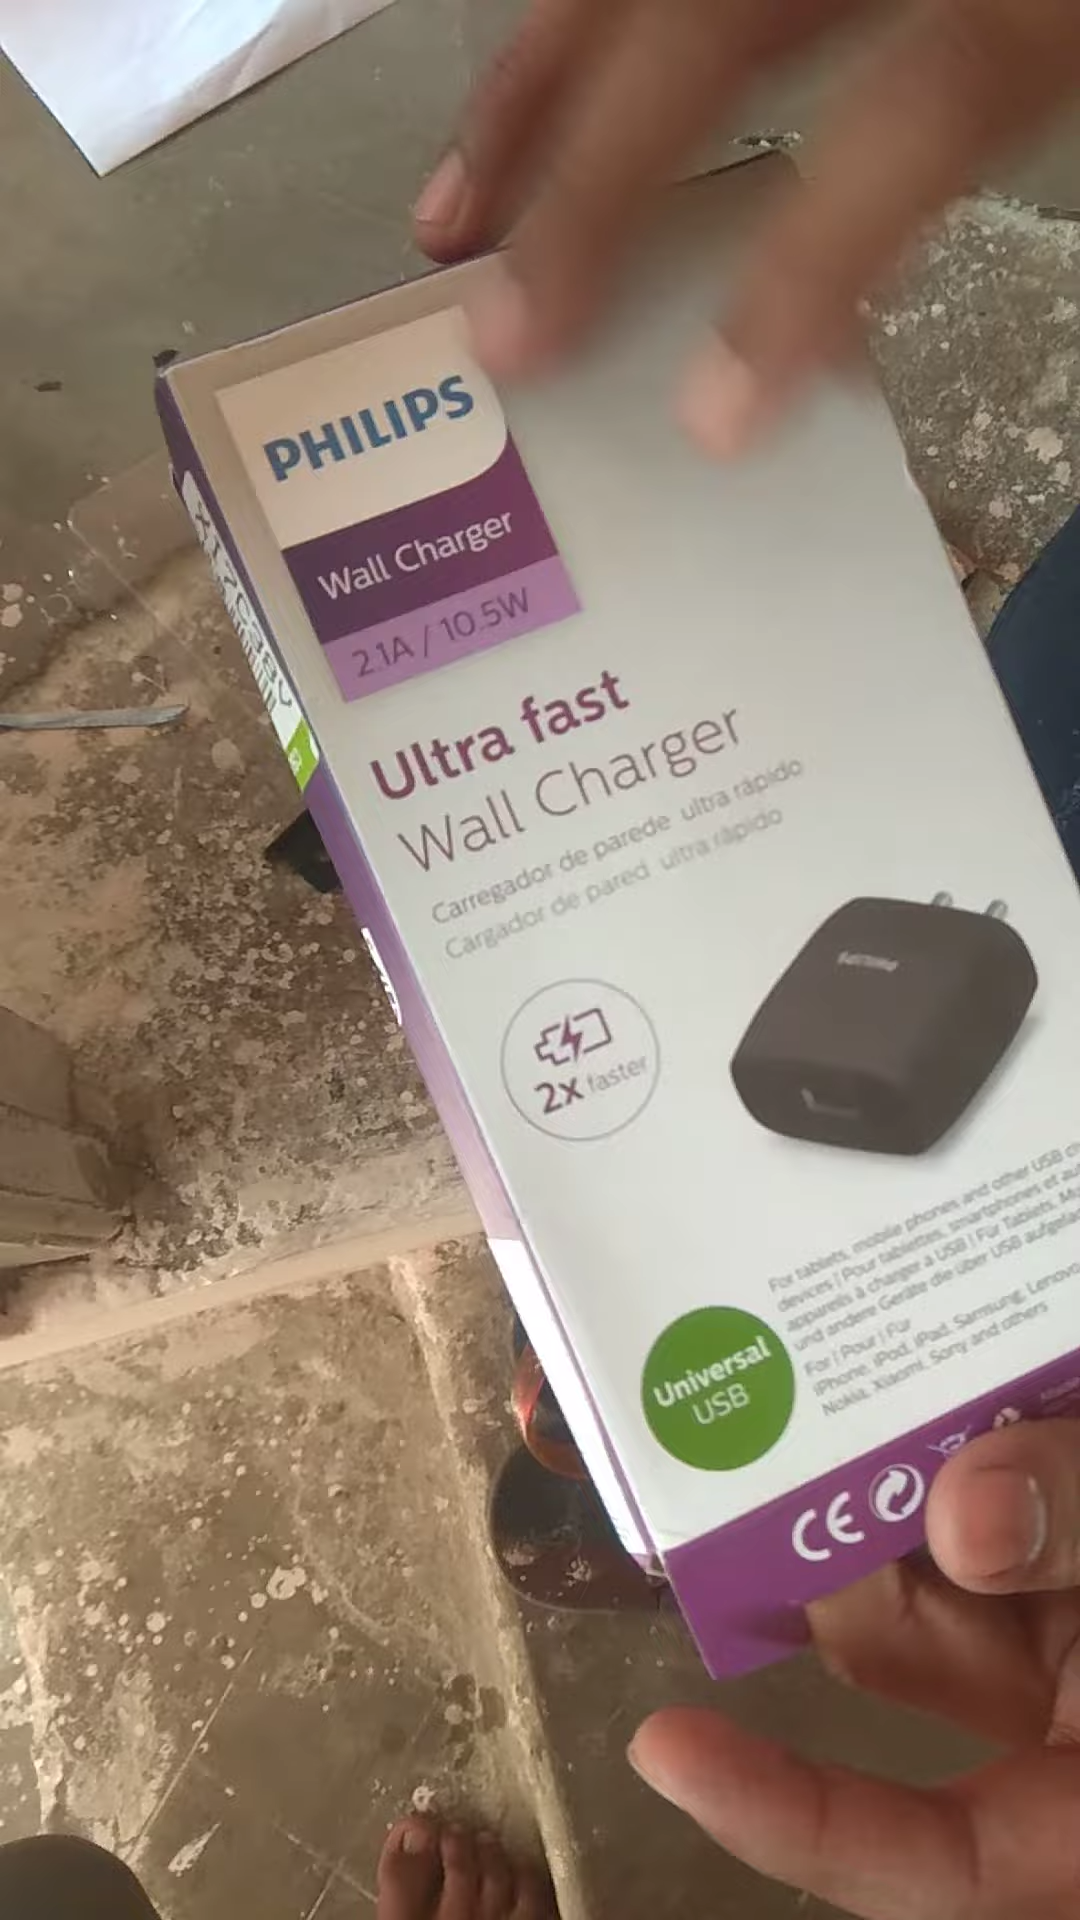 PHILIPS
Wall Charger
2.1A / 10.5W
Ultra fast
Wall Charger
Carregador de parede ultra rápido
Cargador de pared ultra rápido
2x faster
For tablets, mobile phones and other USB
devices | Pour tablettes, smartphones et
appareils à charger à USB | Für Tablets,
und andere Geräte die über USB
For | Pour | Für
iPhone, iPod, iPad, Samsung, Lenovo,
Nokia, Xiaomi, Sony and others
Universal
USB
CE